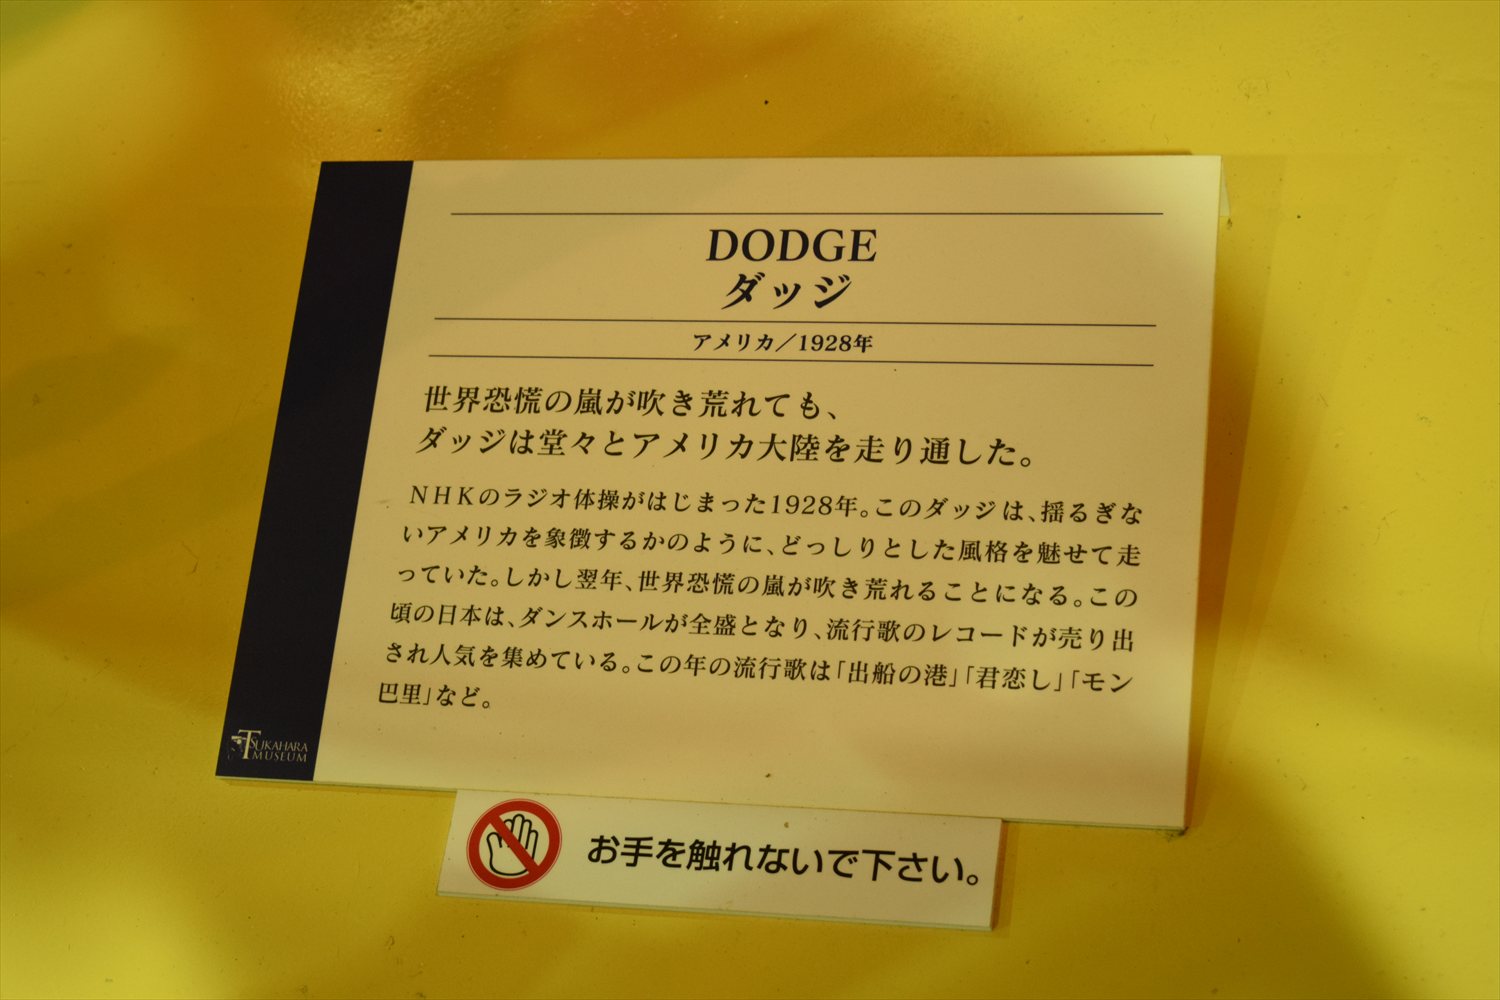 DODGE
ダッジ
アメリカ／1928年
世界恐慌の嵐が吹き荒れても、
ダッジは堂々とアメリカ大陸を走り通した。
NHKのラジオ体操がはじまった1928年。このダッジは、揺るぎな
いアメリカを象徴するかのように、どっしりとした風格を魅せて走
っていた。しかし翌年、世界恐慌の嵐が吹き荒れることになる。この
頃の日本は、ダンスホールが全盛となり、流行歌のレコードが売り出
され人気を集めている。この年の流行歌は「出船の港」「君恋し」「モン
巴里」など。
TSUKAHARA
MUSEUM
お手を触れないで下さい。